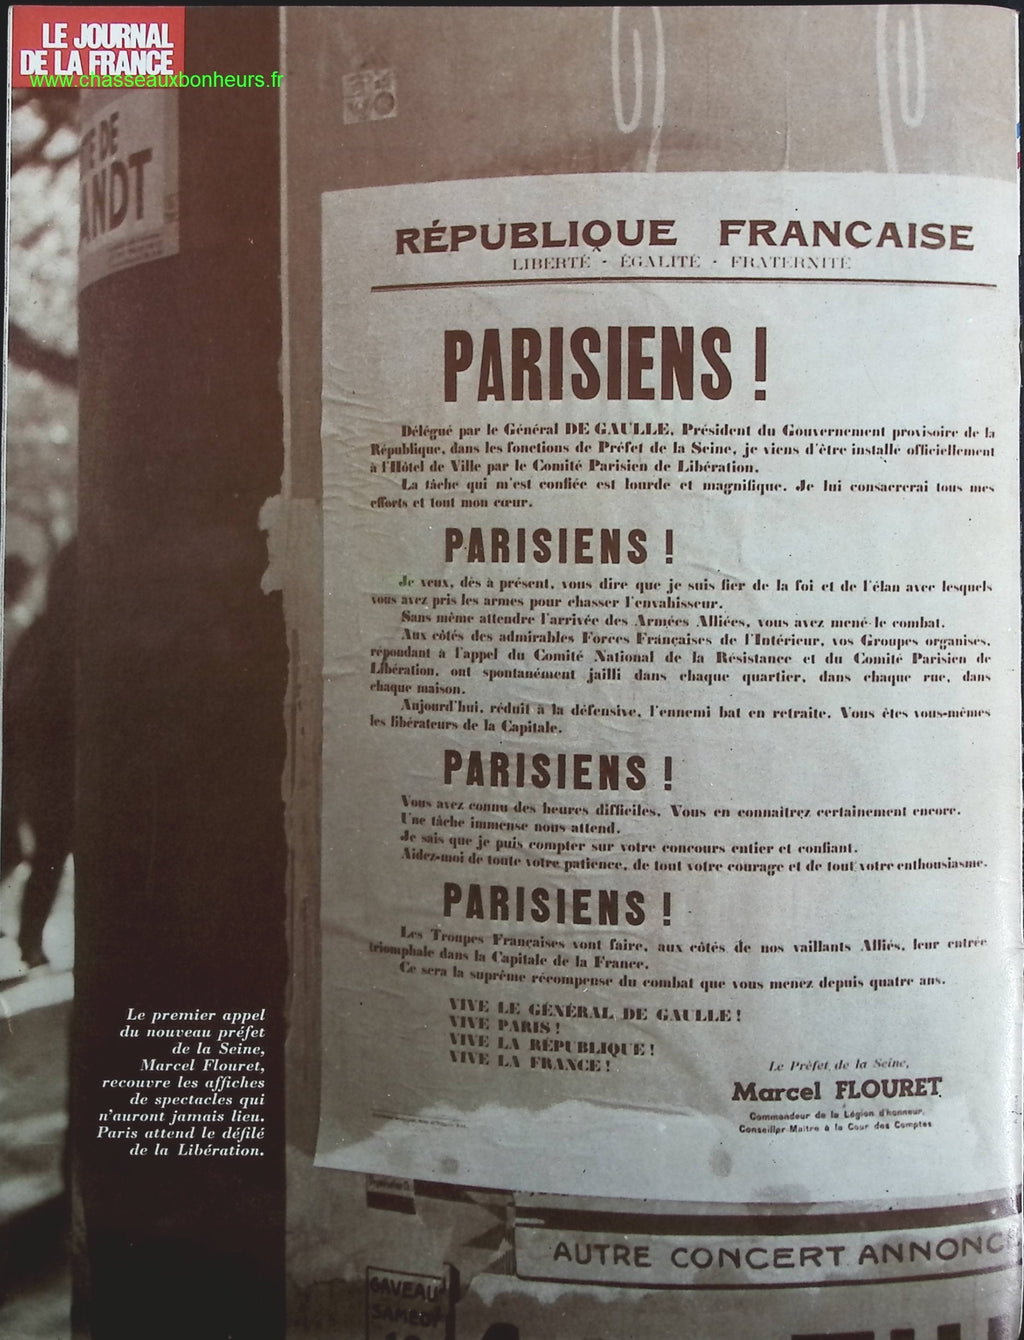 LE JOURNAL
DE LA FRANCE
www.chasseauxbonheurs.fr
TE DE
ANDT
RÉPUBLIQUE FRANCAISE
LIBERTÉ - ÉGALITÉ - FRATERNITÉ
PARISIENS !
Délégué par le Général DE GAULLE, Président du Gouvernement provisoire de la
République, dans les fonctions de Préfet de la Seine, je viens d'être installé officiellement
à l'Hôtel de Ville par le Comité Parisien de Libération.
La tâche qui m'est confiée est lourde et magnifique. Je lui consacrerai tous mes
efforts et tout mon cœur.
PARISIENS !
Je veux, dès à présent, vous dire que je suis fier de la foi et de l'élan avec lesquels
vous avez pris les armes pour chasser l'envahisseur.
Sans même attendre l'arrivée des Armées Alliées, vous avez mené le combat.
Aux côtés des admirables Forces Françaises de l'Intérieur, vos Groupes organisés,
répondant à l'appel du Comité National de la Résistance et du Comité Parisien de
Libération, ont spontanément jailli dans chaque quartier, dans chaque rue, dans
chaque maison.
Aujourd'hui, réduit à la défensive, l'ennemi bat en retraite. Vous êtes vous-mêmes
les libérateurs de la Capitale.
PARISIENS !
Vous avez connu des heures difficiles. Vous en connaîtrez certainement encore.
Une tâche immense nous attend.
Je sais que je puis compter sur votre concours entier et confiant.
Aidez-moi de toute votre patience, de tout votre courage et de tout votre enthousiasme.
PARISIENS !
Les Troupes Françaises vont faire, aux côtés de nos vaillants Alliés, leur entrée
triomphale dans la Capitale de la France.
Ce sera la suprême récompense du combat que vous menez depuis quatre ans.
VIVE LE GÉNÉRAL DE GAULLE !
VIVE PARIS !
VIVE LA RÉPUBLIQUE !
VIVE LA FRANCE !
Le Préfet de la Seine,
Marcel FLOURET
Commandeur de la Légion d'honneur,
Conseiller Maître à la Cour des Comptes
Le premier appel
du nouveau préfet
de la Seine,
Marcel Flouret,
recouvre les affiches
de spectacles qui
n'auront jamais lieu.
Paris attend le défilé
de la Libération.
AUTRE CONCERT ANNONC
GAVEAU
SAMEDI